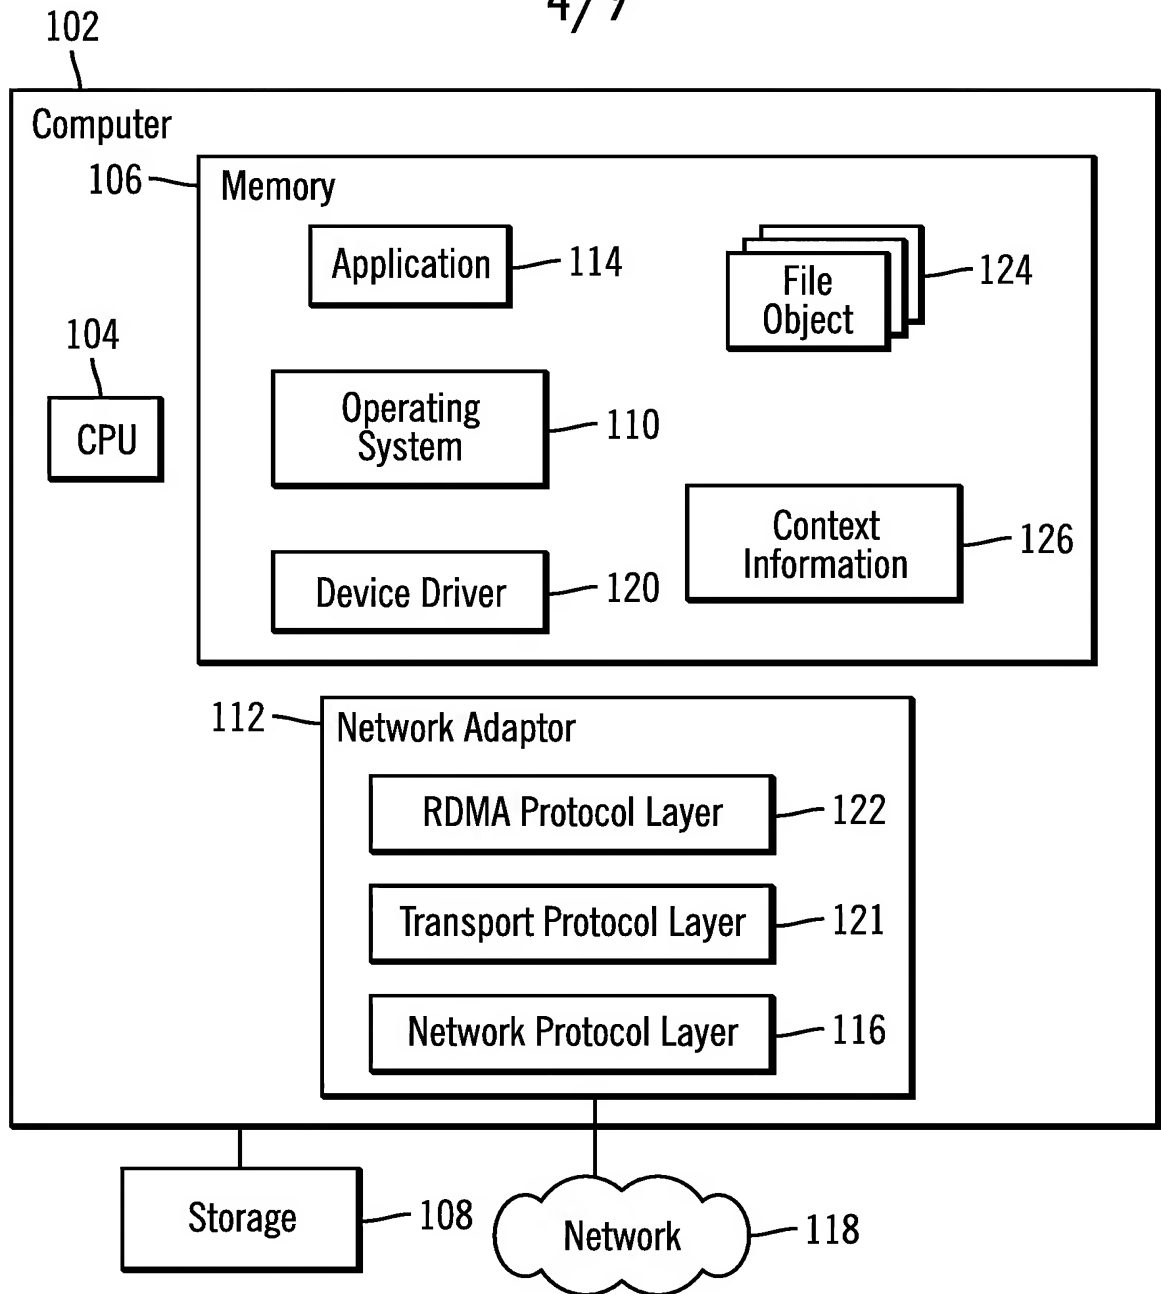 4/9
102
Computer
106
Memory
Application
114
File
Object
124
104
CPU
Operating
System
110
Context
Information
126
Device Driver
120
112
Network Adaptor
RDMA Protocol Layer
122
Transport Protocol Layer
121
Network Protocol Layer
116
Storage
108
Network
118